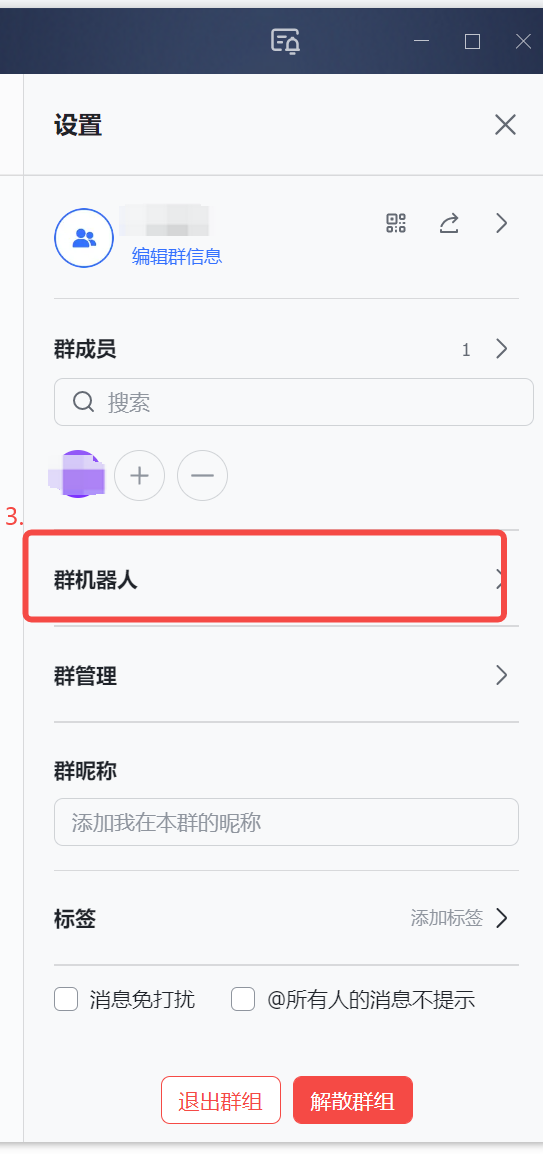 设置
编辑群信息
群成员 1
搜索
3.
群机器人
群管理
群昵称
添加我在本群的昵称
标签 添加标签
消息免打扰 @所有人的消息不提示
退出群组 解散群组